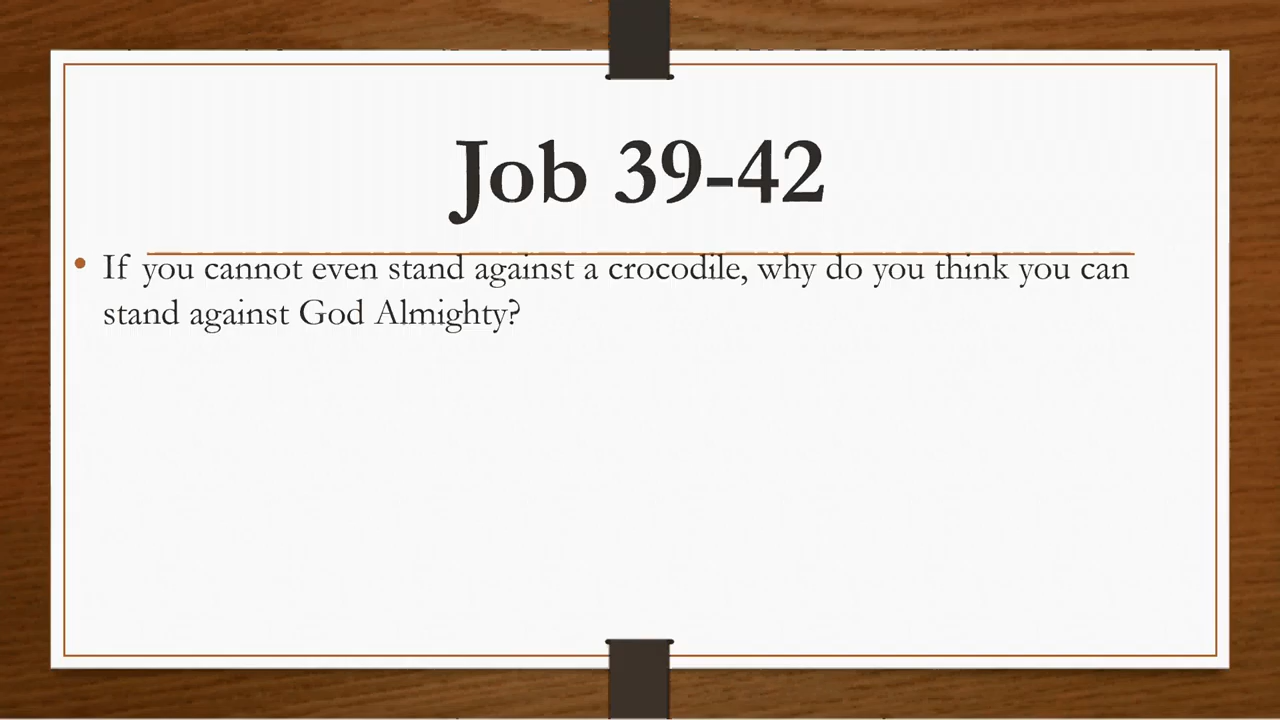 Job 39-42
• If you cannot even stand against a crocodile, why do you think you can
stand against God Almighty?